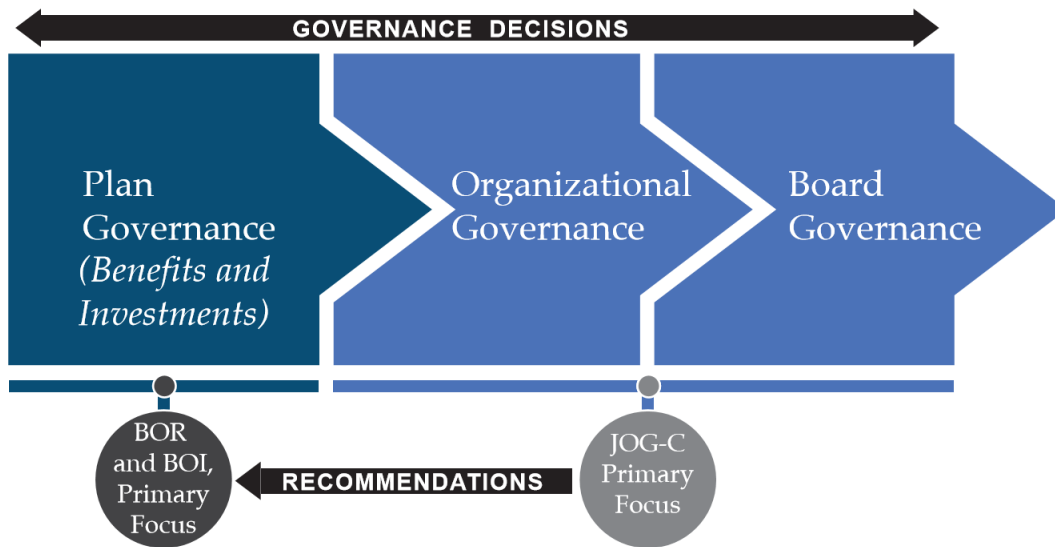 GOVERNANCE DECISIONS
Plan
Governance
(Benefits and
Investments)
Organizational
Governance
Board
Governance
BOR
and BOI,
Primary
Focus
RECOMMENDATIONS
JOG-C
Primary
Focus